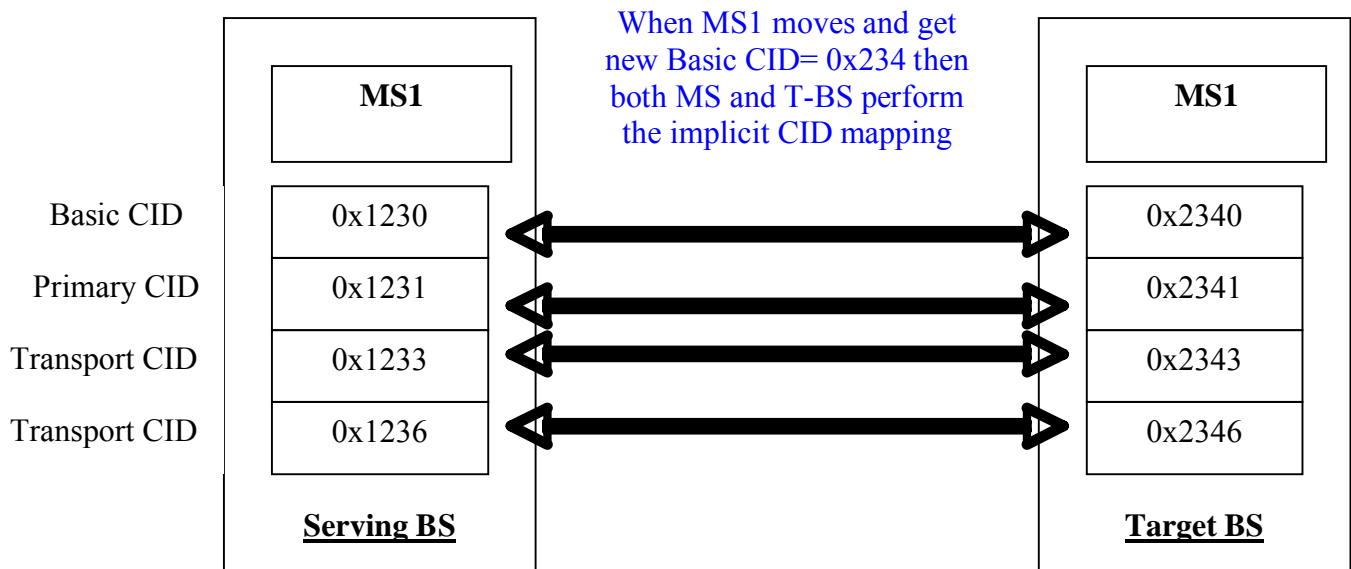 When MS1 moves and get
new Basic CID= 0x234 then
both MS and T-BS perform
the implicit CID mapping
MS1
MS1
Basic CID
0x1230
0x2340
Primary CID
0x1231
0x2341
Transport CID
0x1233
0x2343
Transport CID
0x1236
0x2346
Serving BS
Target BS